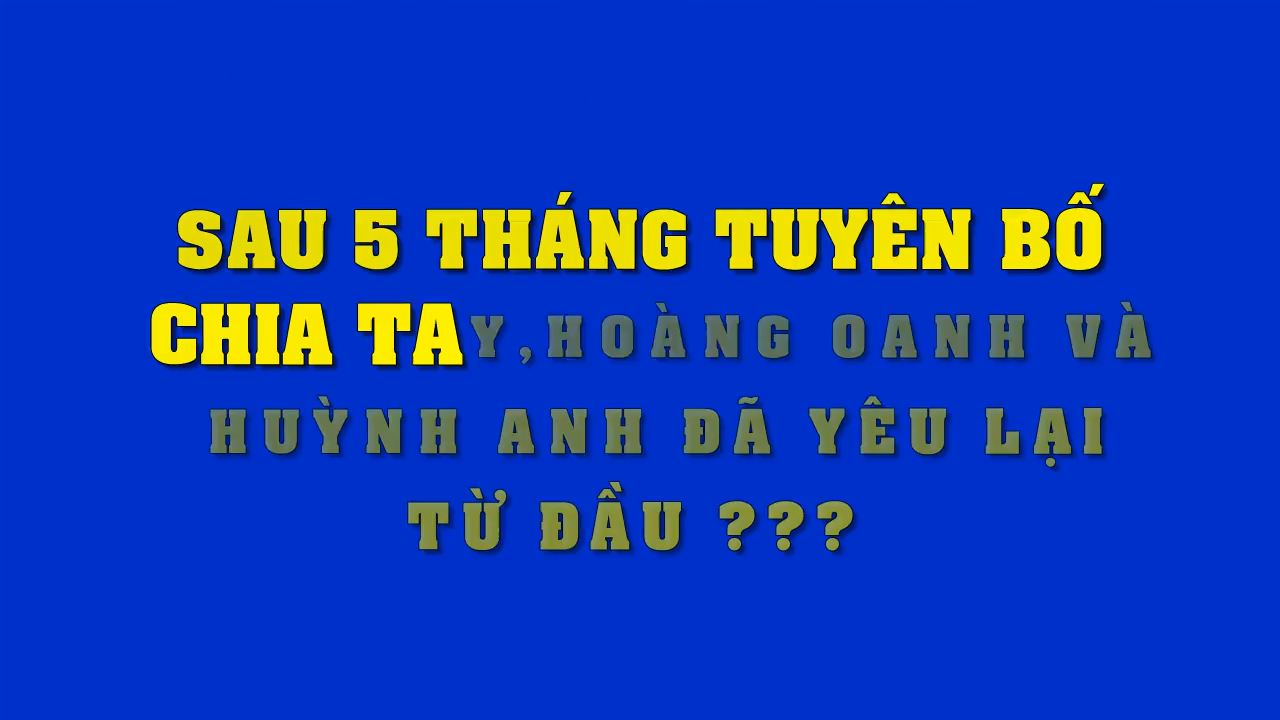 SAU 5 THÁNG TUYÊN BỐ
CHIA TAY,HOÀNG OANH VÀ
HUỲNH ANH ĐÃ YÊU LẠI
TỪ ĐẦU ???